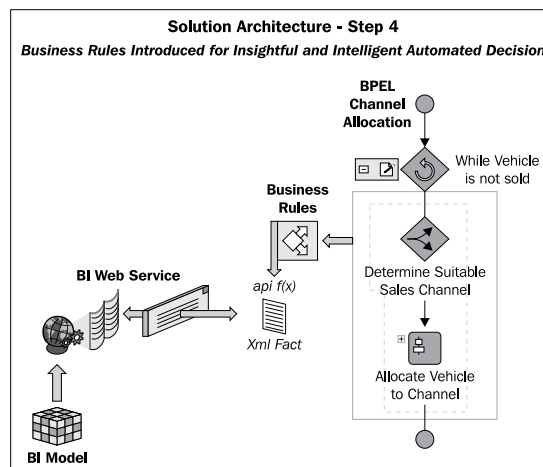 Solution Architecture - Step 4
Business Rules Introduced for Insightful and Intelligent Automated Decision
BPEL
Channel
Allocation
While Vehicle
is not sold
Business
Rules
BI Web Service
api f(x)
Xml Fact
Determine Suitable
Sales Channel
Allocate Vehicle
to Channel
BI Model